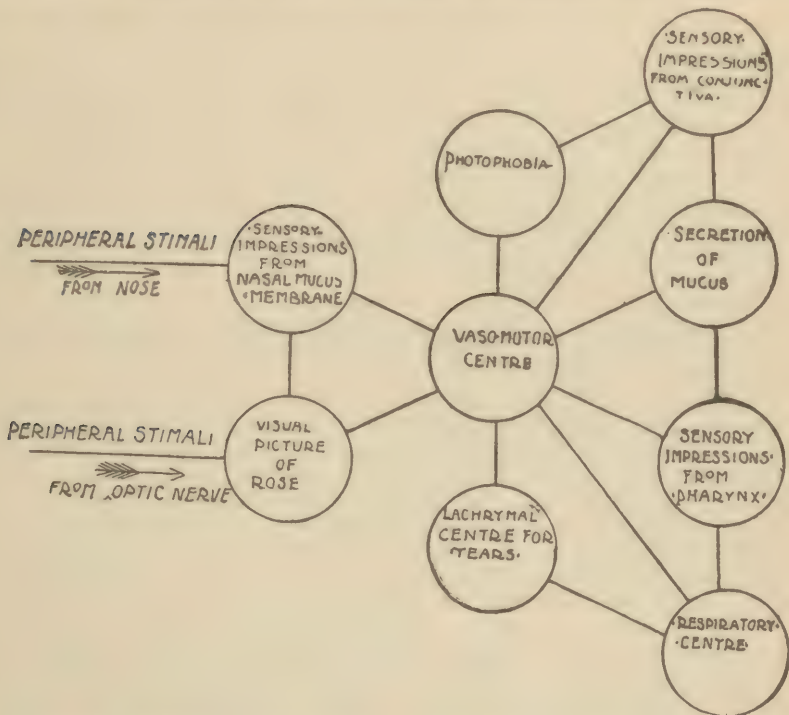 PERIPHERAL STIMALI
FROM NOSE
·SENSORY·
IMPRESSIONS
FROM
NASAL MUCUS
·MEMBRANE
PERIPHERAL STIMALI
FROM OPTIC NERVE
VISUAL
PICTURE
OF
ROSE
PHOTOPHOBIA
VASO-MOTOR
CENTRE
LACHRYMAL
CENTRE FOR
TEARS·
·SENSORY·
IMPRESSIONS
FROM CONJUNC-
TIVA·
SECRETION
OF
MUCUS
SENSORY
IMPRESSIONS·
FROM
·PHARYNX·
·RESPIRATORY·
·CENTRE·